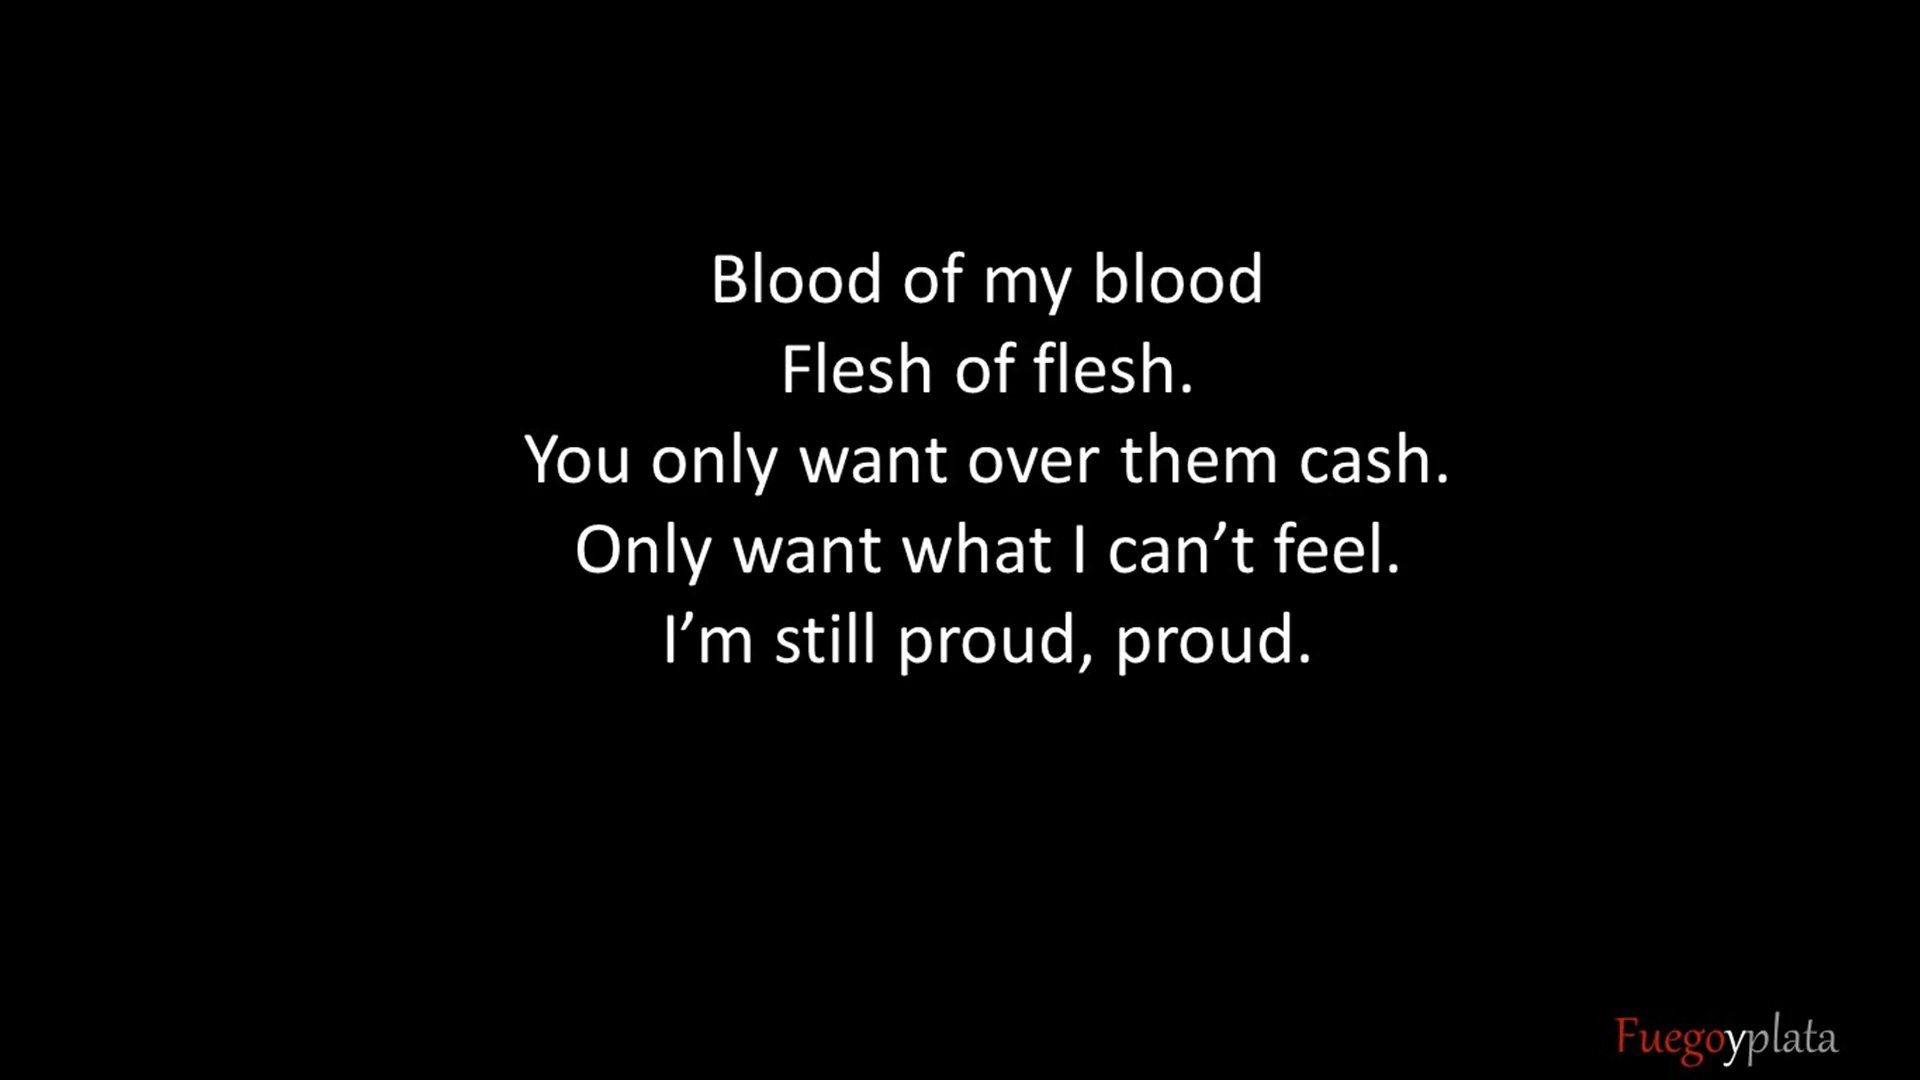 Blood of my blood
Flesh of flesh.
You only want over them cash.
Only want what I can’t feel.
I’m still proud, proud.
Fuegoyplata